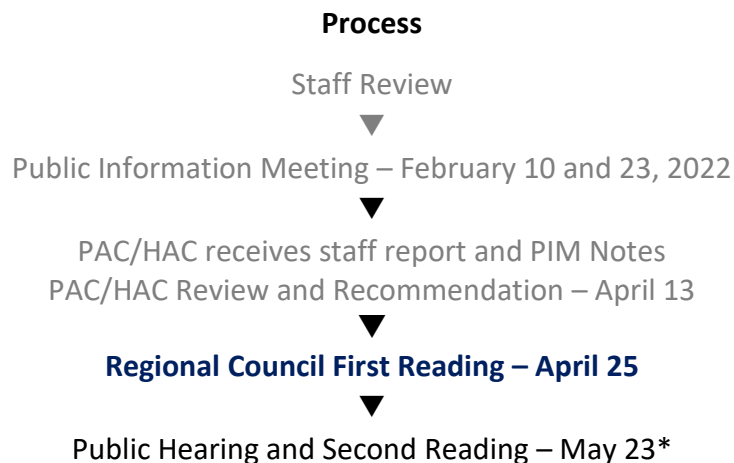 Process
Staff Review
Public Information Meeting – February 10 and 23, 2022
PAC/HAC receives staff report and PIM Notes
PAC/HAC Review and Recommendation – April 13
Regional Council First Reading – April 25
Public Hearing and Second Reading – May 23*